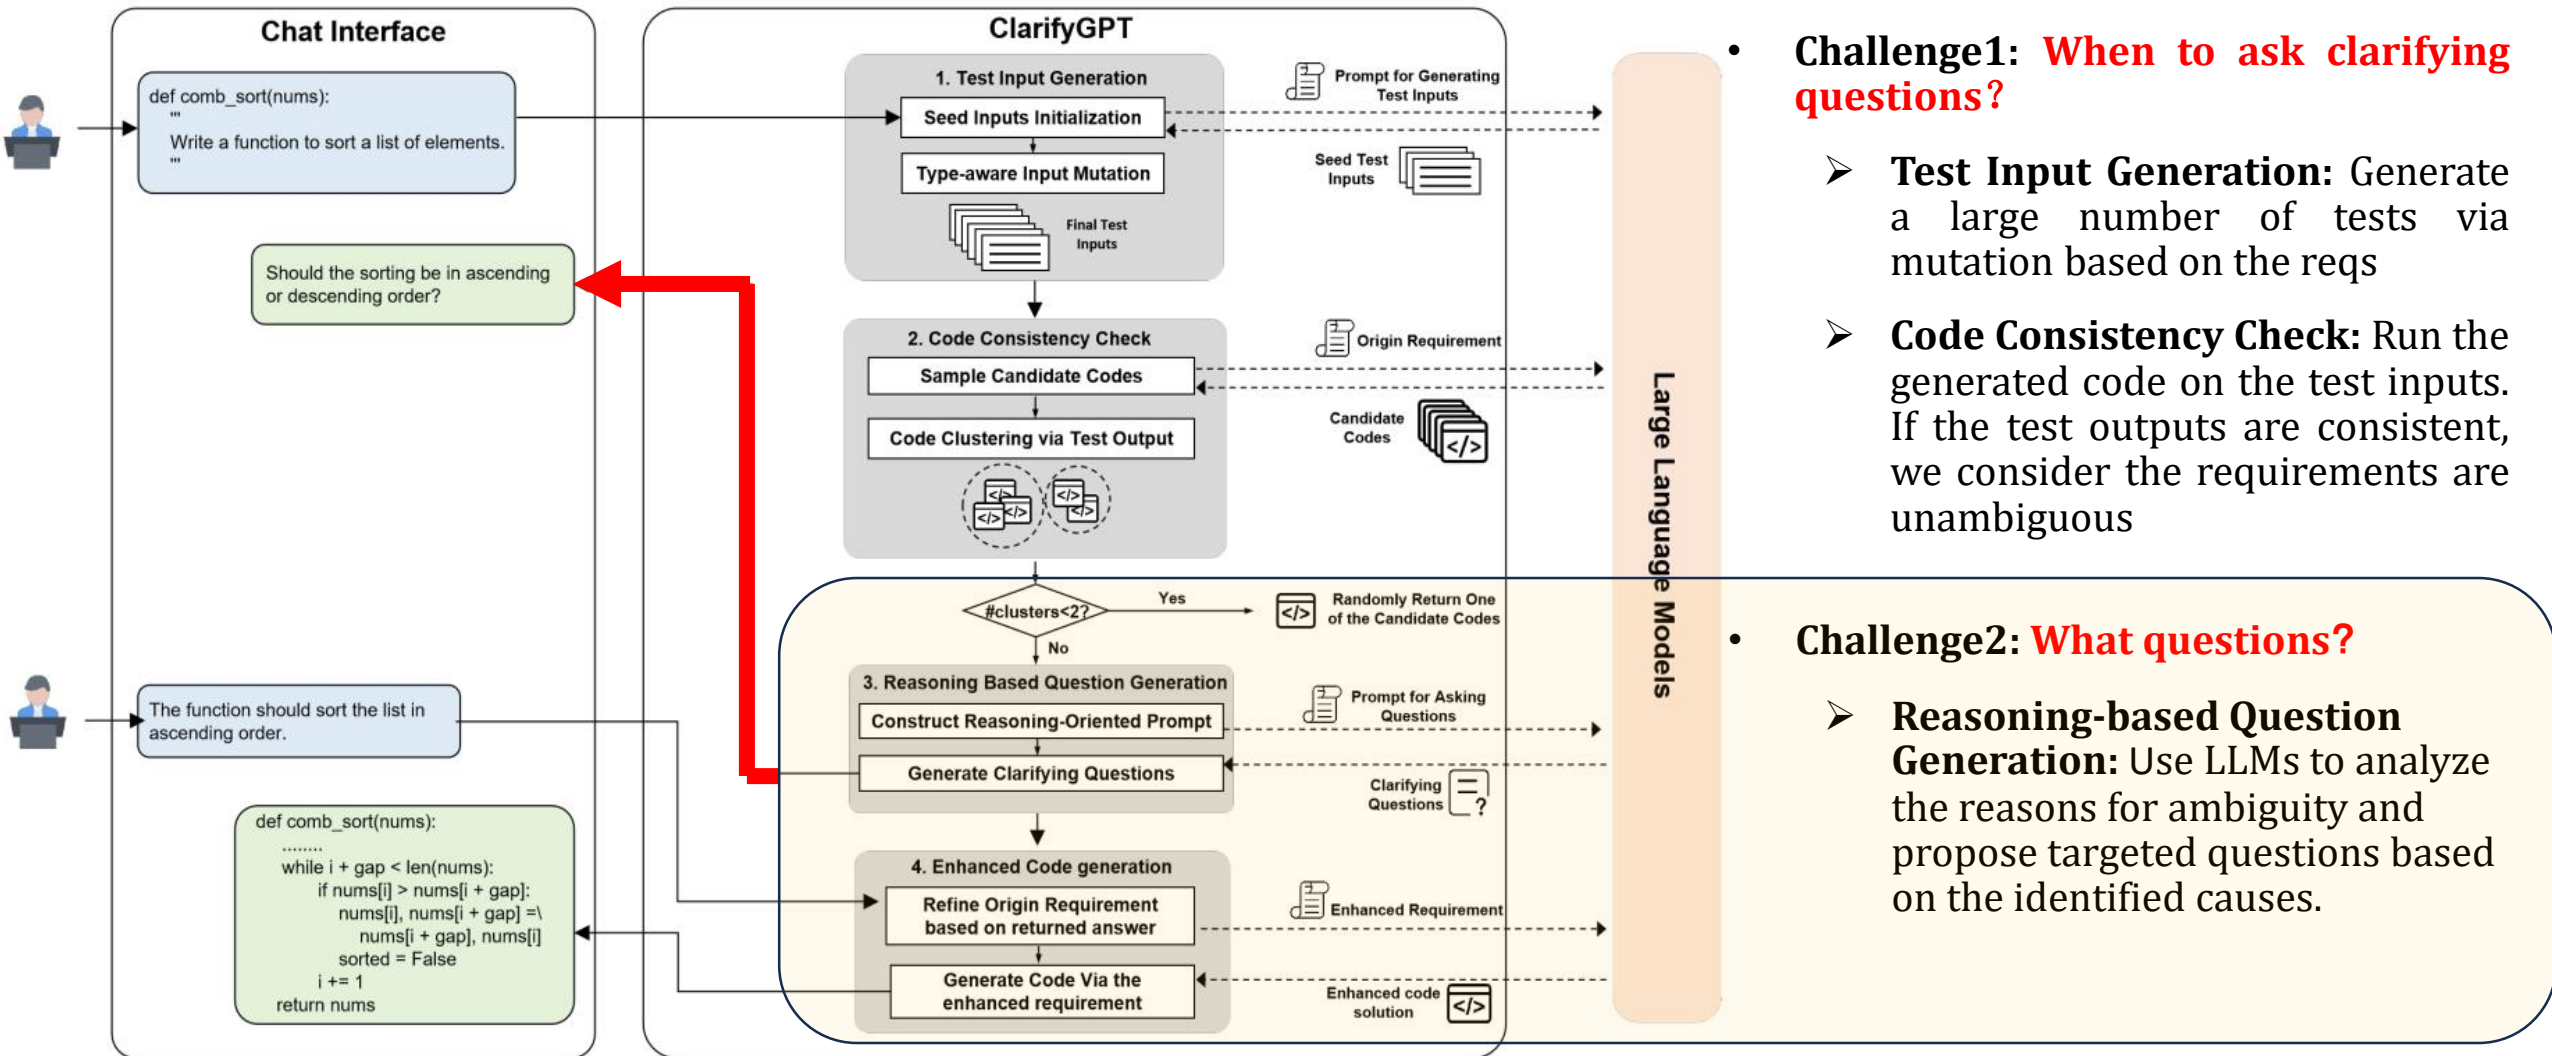 Chat Interface
def comb_sort(nums):
'''
Write a function to sort a list of elements.
'''
Should the sorting be in ascending
or descending order?
The function should sort the list in
ascending order.
def comb_sort(nums):
........
while i + gap < len(nums):
if nums[i] > nums[i + gap]:
nums[i], nums[i + gap] =\
nums[i + gap], nums[i]
sorted = False
i += 1
return nums
ClarifyGPT
1. Test Input Generation
Seed Inputs Initialization
Type-aware Input Mutation
Final Test
Inputs
2. Code Consistency Check
Sample Candidate Codes
Code Clustering via Test Output
</>
</>
</>
</>
</>
#clusters<2?
Yes
</>
Randomly Return One
of the Candidate Codes
No
3. Reasoning Based Question Generation
Construct Reasoning-Oriented Prompt
Generate Clarifying Questions
4. Enhanced Code generation
Refine Origin Requirement
based on returned answer
Generate Code Via the
enhanced requirement
Prompt for Generating
Test Inputs
Seed Test
Inputs
Origin Requirement
Candidate
Codes
</>
Prompt for Asking
Questions
Clarifying
Questions
?
Enhanced Requirement
Enhanced code
solution
</>
Large Language Models
• Challenge1: When to ask clarifying
questions?
➢ Test Input Generation: Generate
a large number of tests via
mutation based on the reqs
➢ Code Consistency Check: Run the
generated code on the test inputs.
If the test outputs are consistent,
we consider the requirements are
unambiguous
• Challenge2: What questions?
➢ Reasoning-based Question
Generation: Use LLMs to analyze
the reasons for ambiguity and
propose targeted questions based
on the identified causes.